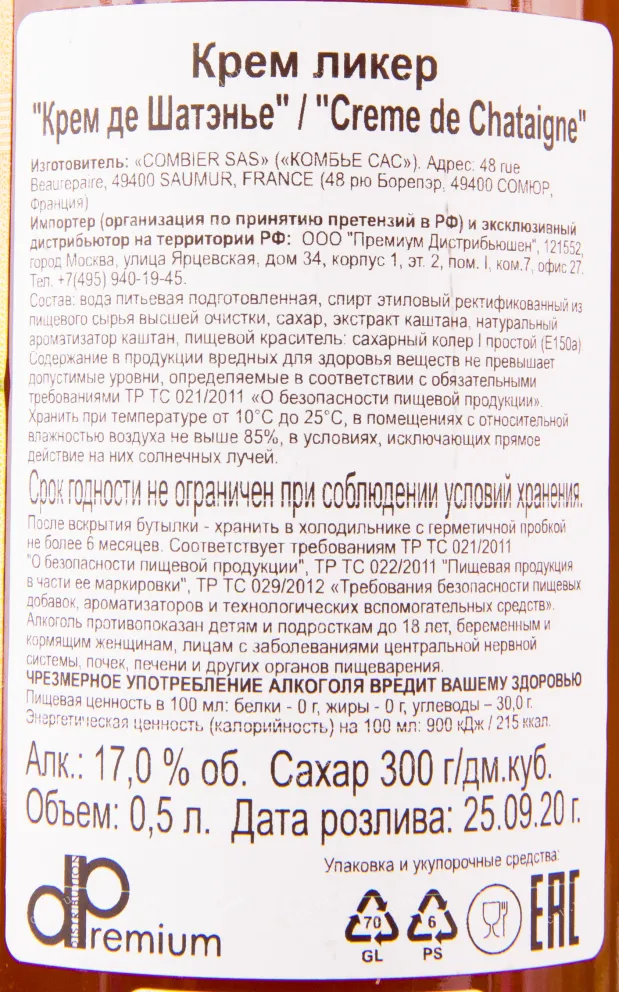 Крем ликер
"Крем де Шатэнье" / "Creme de Chataigne"
Изготовитель: «COMBIER SAS» («КОМБЬЕ САС»). Адрес: 48 rue
Beaurepaire, 49400 SAUMUR, FRANCE (48 рю Борепэр, 49400 СОМЮР,
Франция)
Импортер (организация по принятию претензий в РФ) и эксклюзивный
дистрибьютор на территории РФ: ООО "Премиум Дистрибьюшен", 121552,
город Москва, улица Ярцевская, дом 34, корпус 1, эт. 2, пом. I, ком.7, офис 27.
Тел. +7(495) 940-19-45.
Состав: вода питьевая подготовленная, спирт этиловый ректификованный из
пищевого сырья высшей очистки, сахар, экстракт каштана, натуральный
ароматизатор каштан, пищевой краситель: сахарный колер I простой (E150a)
Содержание в продукции вредных для здоровья веществ не превышает
допустимые уровни, определяемые в соответствии с обязательными
требованиями ТР ТС 021/2011 «О безопасности пищевой продукции».
Хранить при температуре от 10°С до 25°С, в помещениях с относительной
влажностью воздуха не выше 85%, в условиях, исключающих прямое
действие на них солнечных лучей.
Срок годности не ограничен при соблюдении условий хранения.
После вскрытия бутылки - хранить в холодильнике с герметичной пробкой
не более 6 месяцев. Соответствует требованиям ТР ТС 021/2011
"О безопасности пищевой продукции", ТР ТС 022/2011 "Пищевая продукция
в части ее маркировки", ТР ТС 029/2012 «Требования безопасности пищевых
добавок, ароматизаторов и технологических вспомогательных средств».
Алкоголь противопоказан детям и подросткам до 18 лет, беременным и
кормящим женщинам, лицам с заболеваниями центральной нервной
системы, почек, печени и других органов пищеварения.
ЧРЕЗМЕРНОЕ УПОТРЕБЛЕНИЕ АЛКОГОЛЯ ВРЕДИТ ВАШЕМУ ЗДОРОВЬЮ
Пищевая ценность в 100 мл: белки - 0 г, жиры - 0 г, углеводы – 30,0 г.
Энергетическая ценность (калорийность) на 100 мл: 900 кДж / 215 ккал.
Алк.: 17,0 % об. Сахар 300 г/дм.куб.
Объем: 0,5 л. Дата розлива: 25.09.20 г.
Упаковка и укупорочные средства:
dp DISTRIBUTION
Premium
70 6 EAC
GL PS